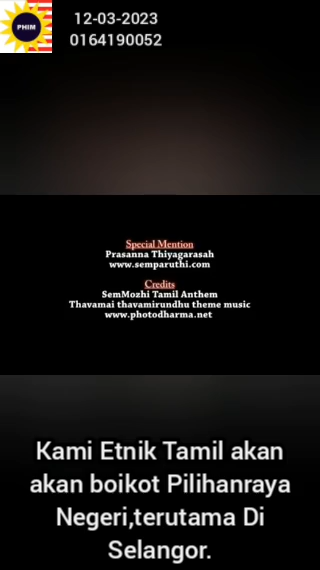 PHIM
12-03-2023
0164190052
Special Mention
Prasanna Thiyagarasah
www.semparuthi.com
Credits
SemMozhi Tamil Anthem
Thavamai thavamirundhu theme music
www.photodharma.net
Kami Etnik Tamil akan
akan boikot Pilihanraya
Negeri,terutama Di
Selangor.